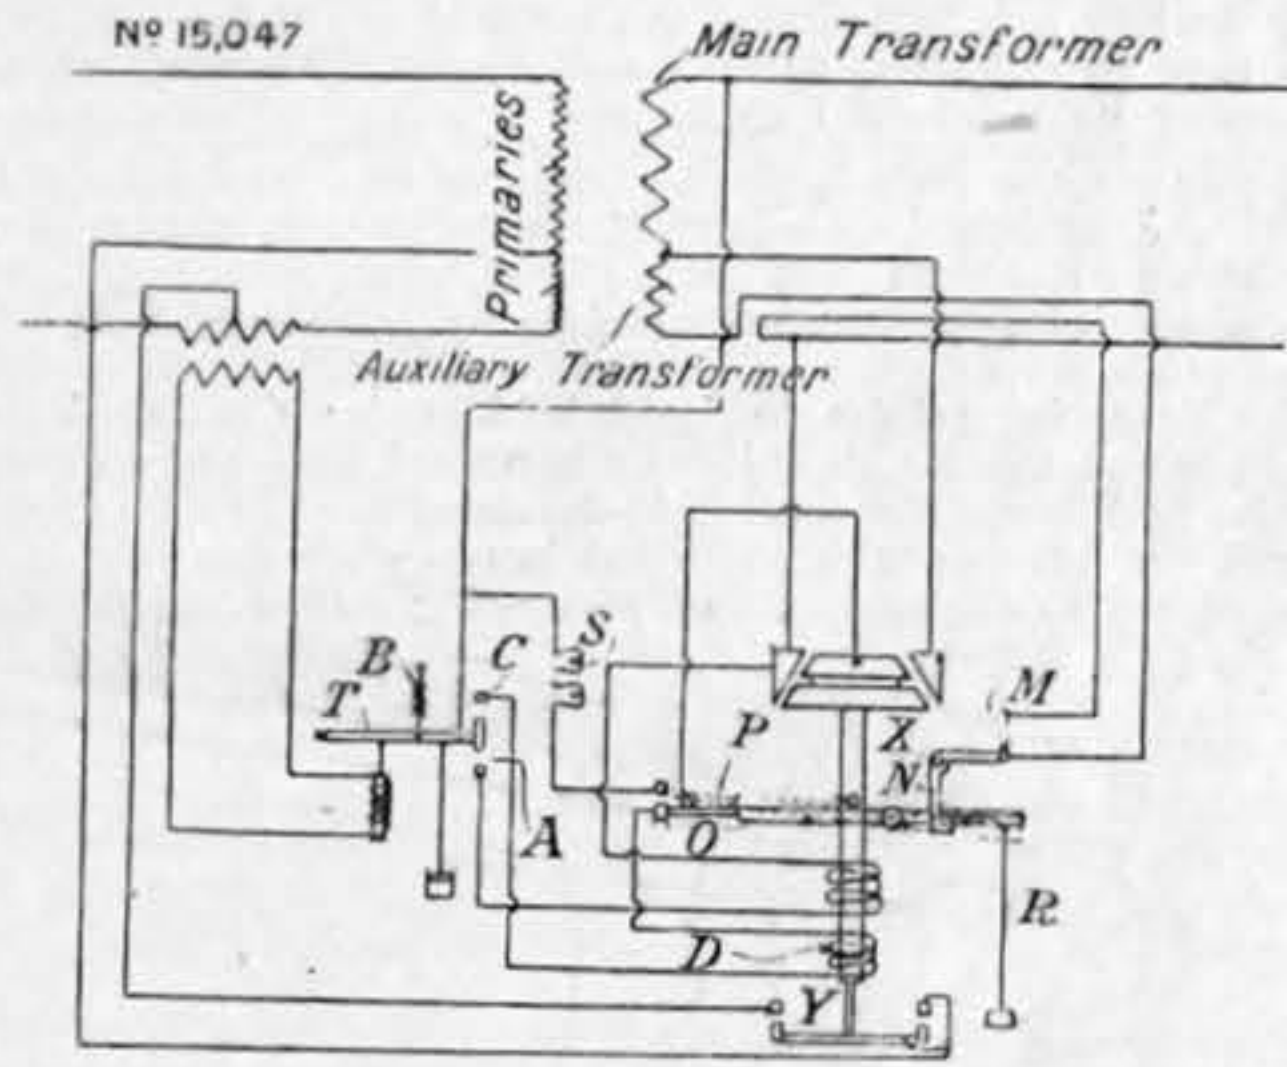 Nº 15,047
Main Transformer
Primaries
Auxiliary Transformer
B
C
S
T
M
P
X
N
A
O
R
D
Y